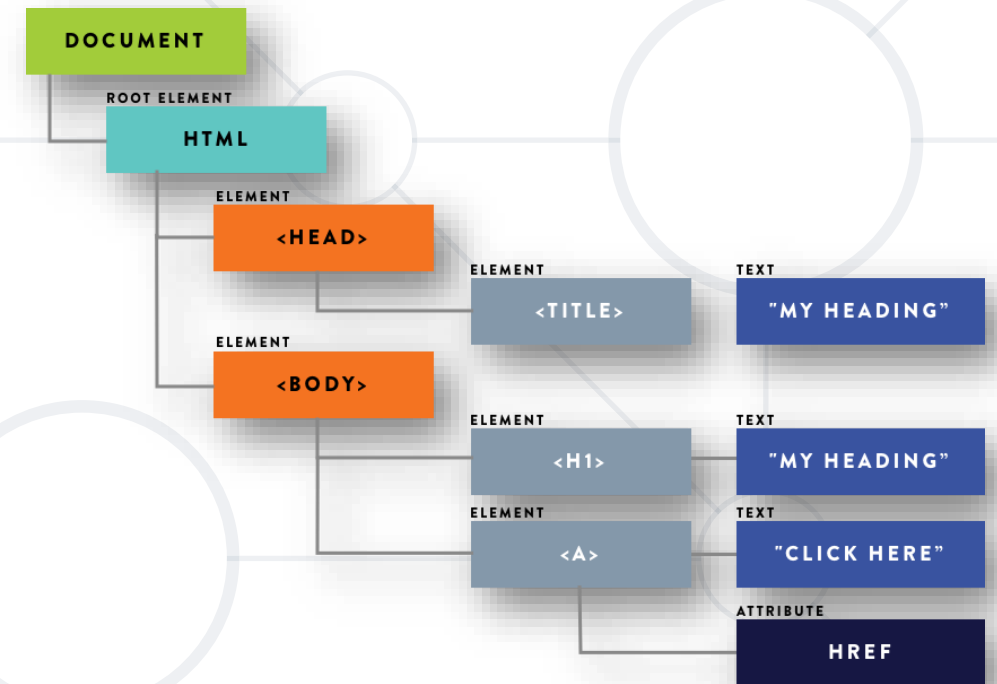 DOCUMENT
ROOT ELEMENT
HTML
ELEMENT
<HEAD>
ELEMENT
<TITLE>
TEXT
"MY HEADING”
ELEMENT
<BODY>
ELEMENT
<H1>
TEXT
"MY HEADING”
ELEMENT
<A>
TEXT
"CLICK HERE”
ATTRIBUTE
HREF